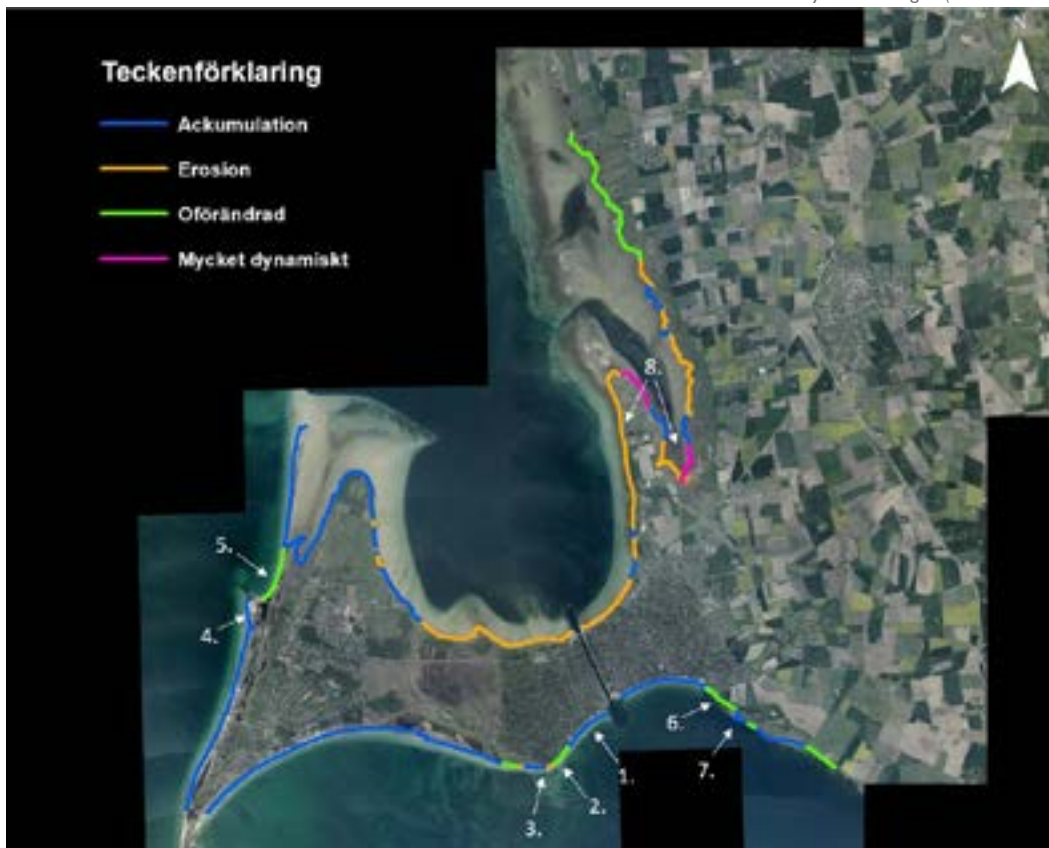 Teckenförklaring
Ackumulation
Erosion
Oförändrad
Mycket dynamiskt
N
8.
5.
4.
6.
7.
1.
2.
3.